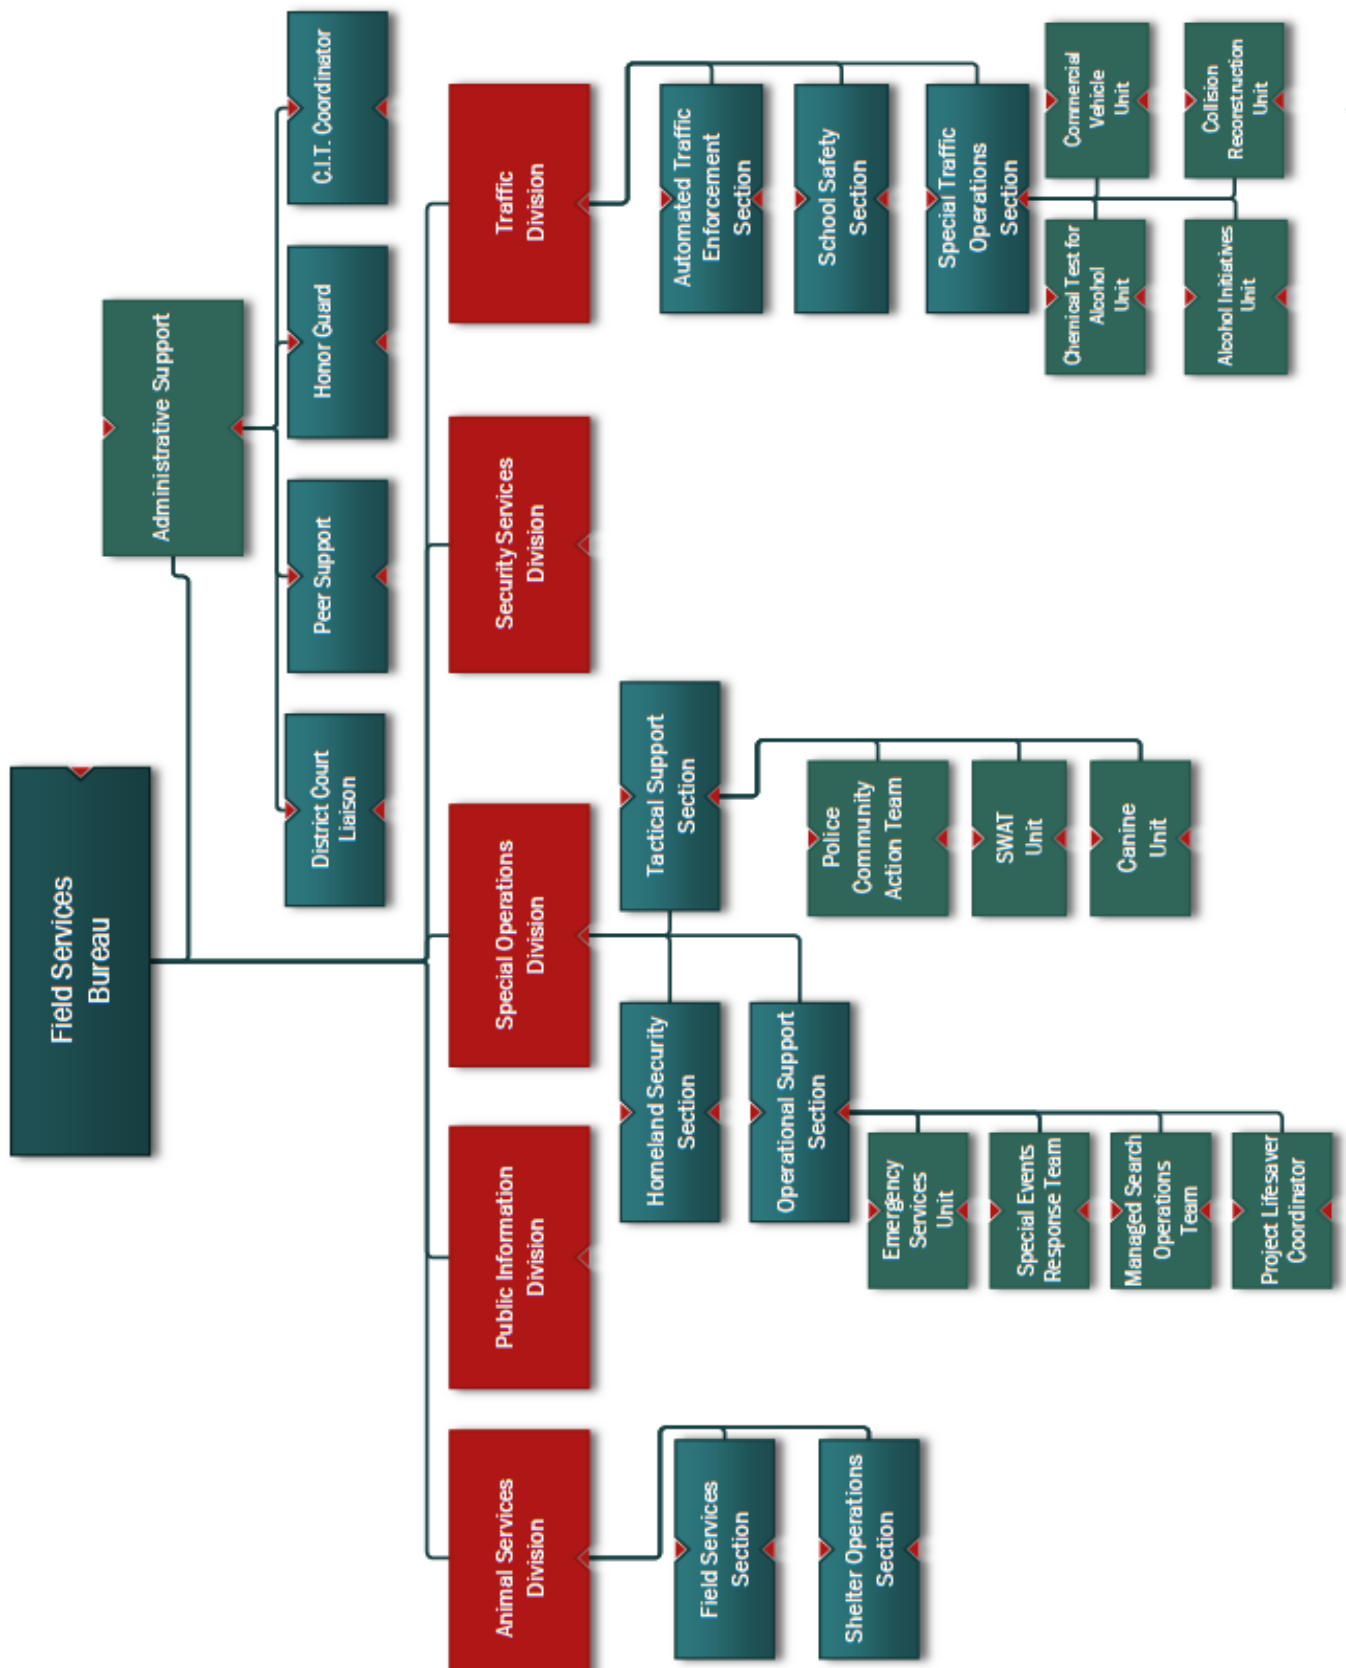 Field Services
Bureau
Administrative Support
District Court
Liaison
Peer Support
Honor Guard
C.I.T. Coordinator
Animal Services
Division
Public Information
Division
Special Operations
Division
Security Services
Division
Traffic
Division
Field Services
Section
Shelter Operations
Section
Homeland Security
Section
Operational Support
Section
Emergency
Services
Unit
Special Events
Response Team
Managed Search
Operations
Team
Project Lifesaver
Coordinator
Tactical Support
Section
Police
Community
Action Team
SWAT
Unit
Canine
Unit
Automated Traffic
Enforcement
Section
School Safety
Section
Special Traffic
Operations
Section
Chemical Test for
Alcohol
Unit
Commercial
Vehicle
Unit
Alcohol Initiatives
Unit
Collision
Reconstruction
Unit